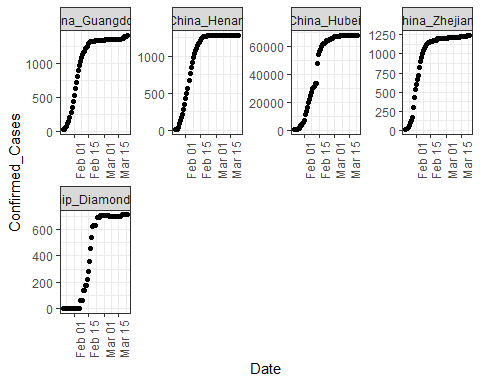 na_Guangdo
China_Henan
China_Hubei
hina_Zhejian
1000
500
0
1000
500
0
60000
40000
20000
0
1250
1000
750
500
250
0
Feb 01
Feb 15
Mar 01
Mar 15
Feb 01
Feb 15
Mar 01
Mar 15
Feb 01
Feb 15
Mar 01
Mar 15
Feb 01
Feb 15
Mar 01
Mar 15
Confirmed_Cases
ip_Diamond_
600
400
200
0
Feb 01
Feb 15
Mar 01
Mar 15
Date